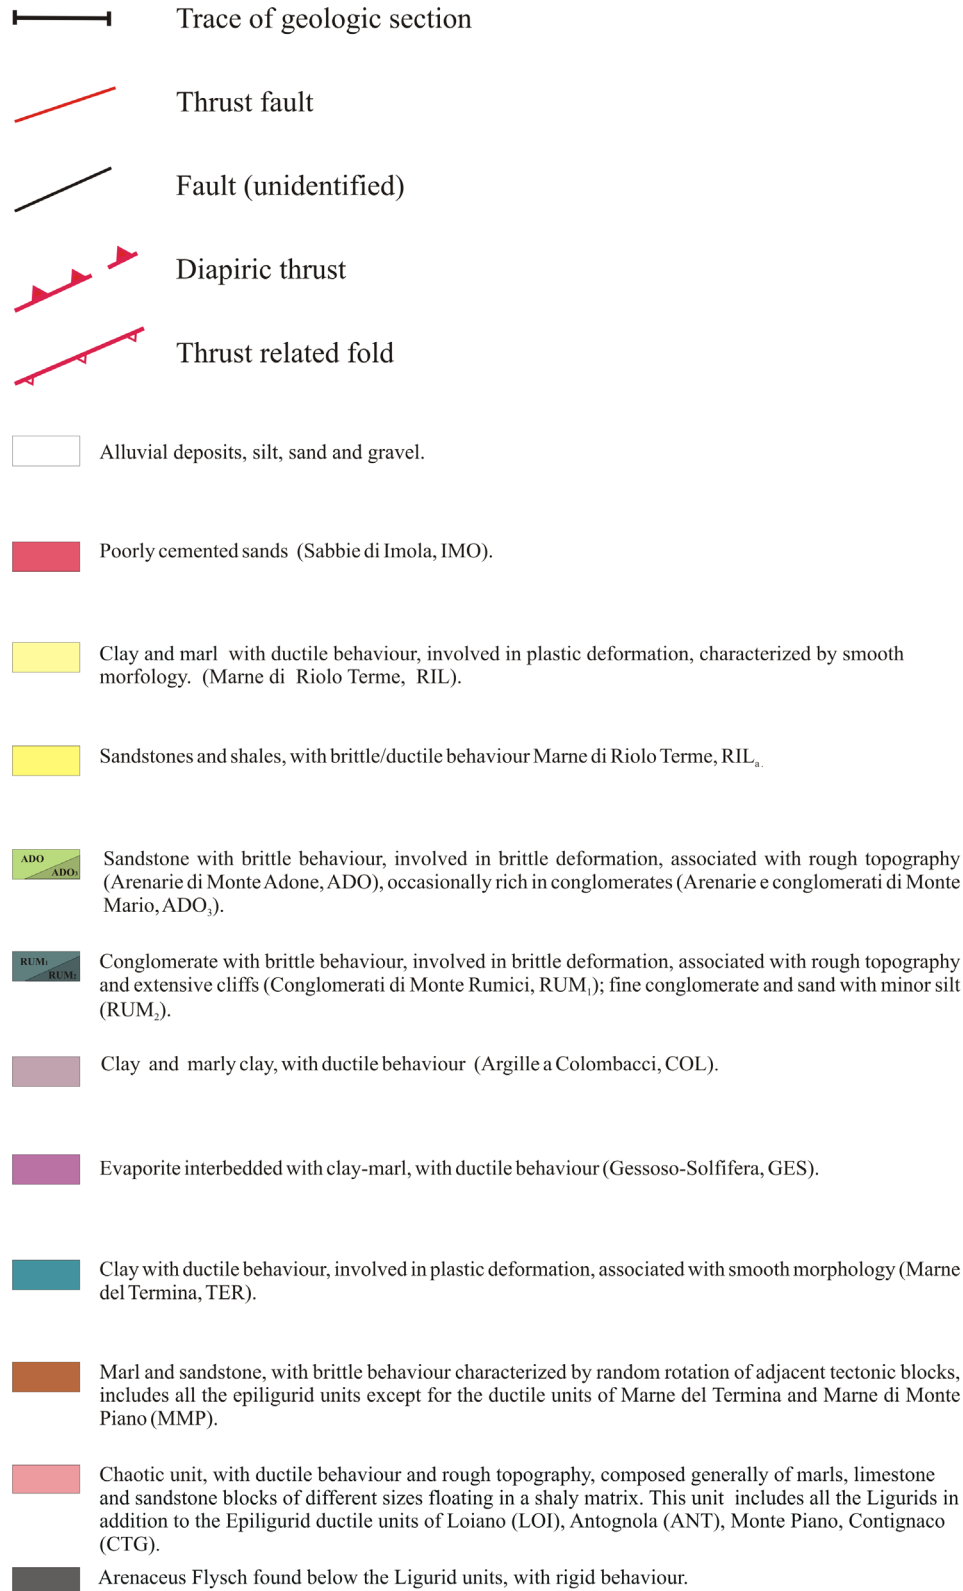 Trace of geologic section
Thrust fault
Fault (unidentified)
Diapiric thrust
Thrust related fold
Alluvial deposits, silt, sand and gravel.
Poorly cemented sands (Sabbie di Imola, IMO).
Clay and marl with ductile behaviour, involved in plastic deformation, characterized by smooth
morfology. (Marne di Riolo Terme, RIL).
Sandstones and shales, with brittle/ductile behaviour Marne di Riolo Terme, RILa.
ADO
ADO3
Sandstone with brittle behaviour, involved in brittle deformation, associated with rough topography
(Arenarie di Monte Adone, ADO), occasionally rich in conglomerates (Arenarie e conglomerati di Monte
Mario, ADO3).
RUM1
RUM2
Conglomerate with brittle behaviour, involved in brittle deformation, associated with rough topography
and extensive cliffs (Conglomerati di Monte Rumici, RUM1); fine conglomerate and sand with minor silt
(RUM2).
Clay and marly clay, with ductile behaviour (Argille a Colombacci, COL).
Evaporite interbedded with clay-marl, with ductile behaviour (Gessoso-Solfifera, GES).
Clay with ductile behaviour, involved in plastic deformation, associated with smooth morphology (Marne
del Termina, TER).
Marl and sandstone, with brittle behaviour characterized by random rotation of adjacent tectonic blocks,
includes all the epiligurid units except for the ductile units of Marne del Termina and Marne di Monte
Piano (MMP).
Chaotic unit, with ductile behaviour and rough topography, composed generally of marls, limestone
and sandstone blocks of different sizes floating in a shaly matrix. This unit includes all the Ligurids in
addition to the Epiligurid ductile units of Loiano (LOI), Antognola (ANT), Monte Piano, Contignaco
(CTG).
Arenaceus Flysch found below the Ligurid units, with rigid behaviour.